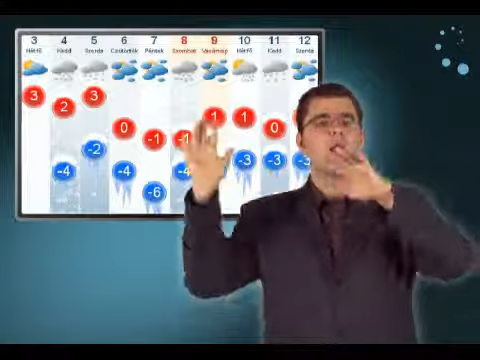 3 4 5 6 7 8 9 10 11 12
Hétfő Kedd Szerda Csütörtök Péntek Szombat Vasárnap Hétfő Kedd Szerda
3 2 3 0 -1 -1 1 1 0
-4 -2 -4 -6 -4 -3 -3 -3